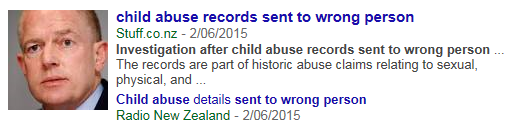 child abuse records sent to wrong person
Stuff.co.nz - 2/06/2015
Investigation after child abuse records sent to wrong person ...
The records are part of historic abuse claims relating to sexual,
physical, and ...
Child abuse details sent to wrong person
Radio New Zealand - 2/06/2015